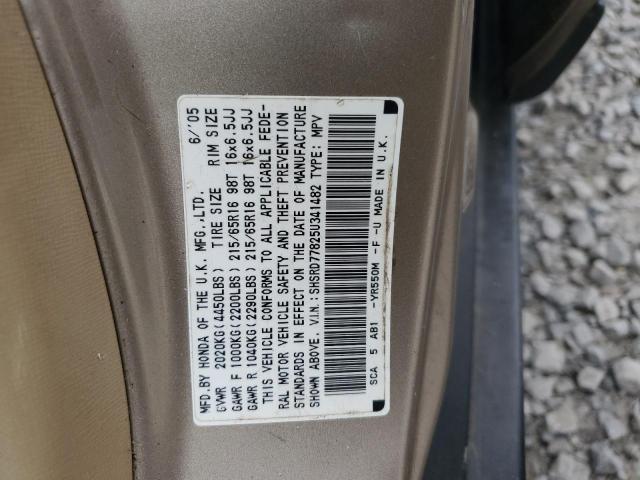 MFD.BY HONDA OF THE U.K. MFG.,LTD. 6/'05
GVWR 2020KG(4450LBS) TIRE SIZE RIM SIZE
GAWR F 1000KG(2200LBS) 215/65R16 98T 16x6.5JJ
GAWR R 1040KG(2290LBS) 215/65R16 98T 16x6.5JJ
THIS VEHICLE CONFORMS TO ALL APPLICABLE FEDE-
RAL MOTOR VEHICLE SAFETY AND THEFT PREVENTION
STANDARDS IN EFFECT ON THE DATE OF MANUFACTURE
SHOWN ABOVE. V.I.N.:SHSRD77825U341482 TYPE: MPV
SCA 5 AB1 -YR550M -F -U MADE IN U.K.